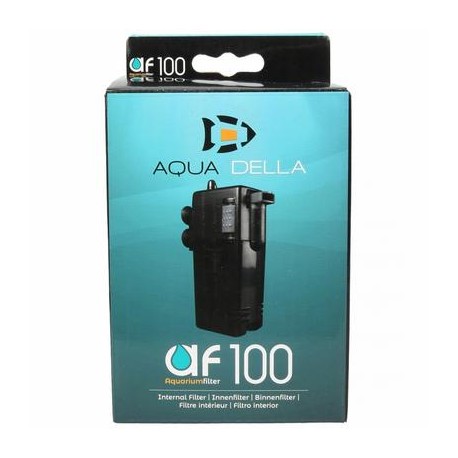 af 100
af 100
AQUA DELLA
af 100
Aquariumfilter
Internal Filter | Innenfilter | Binnenfilter |
Filtre intérieur | Filtro interior